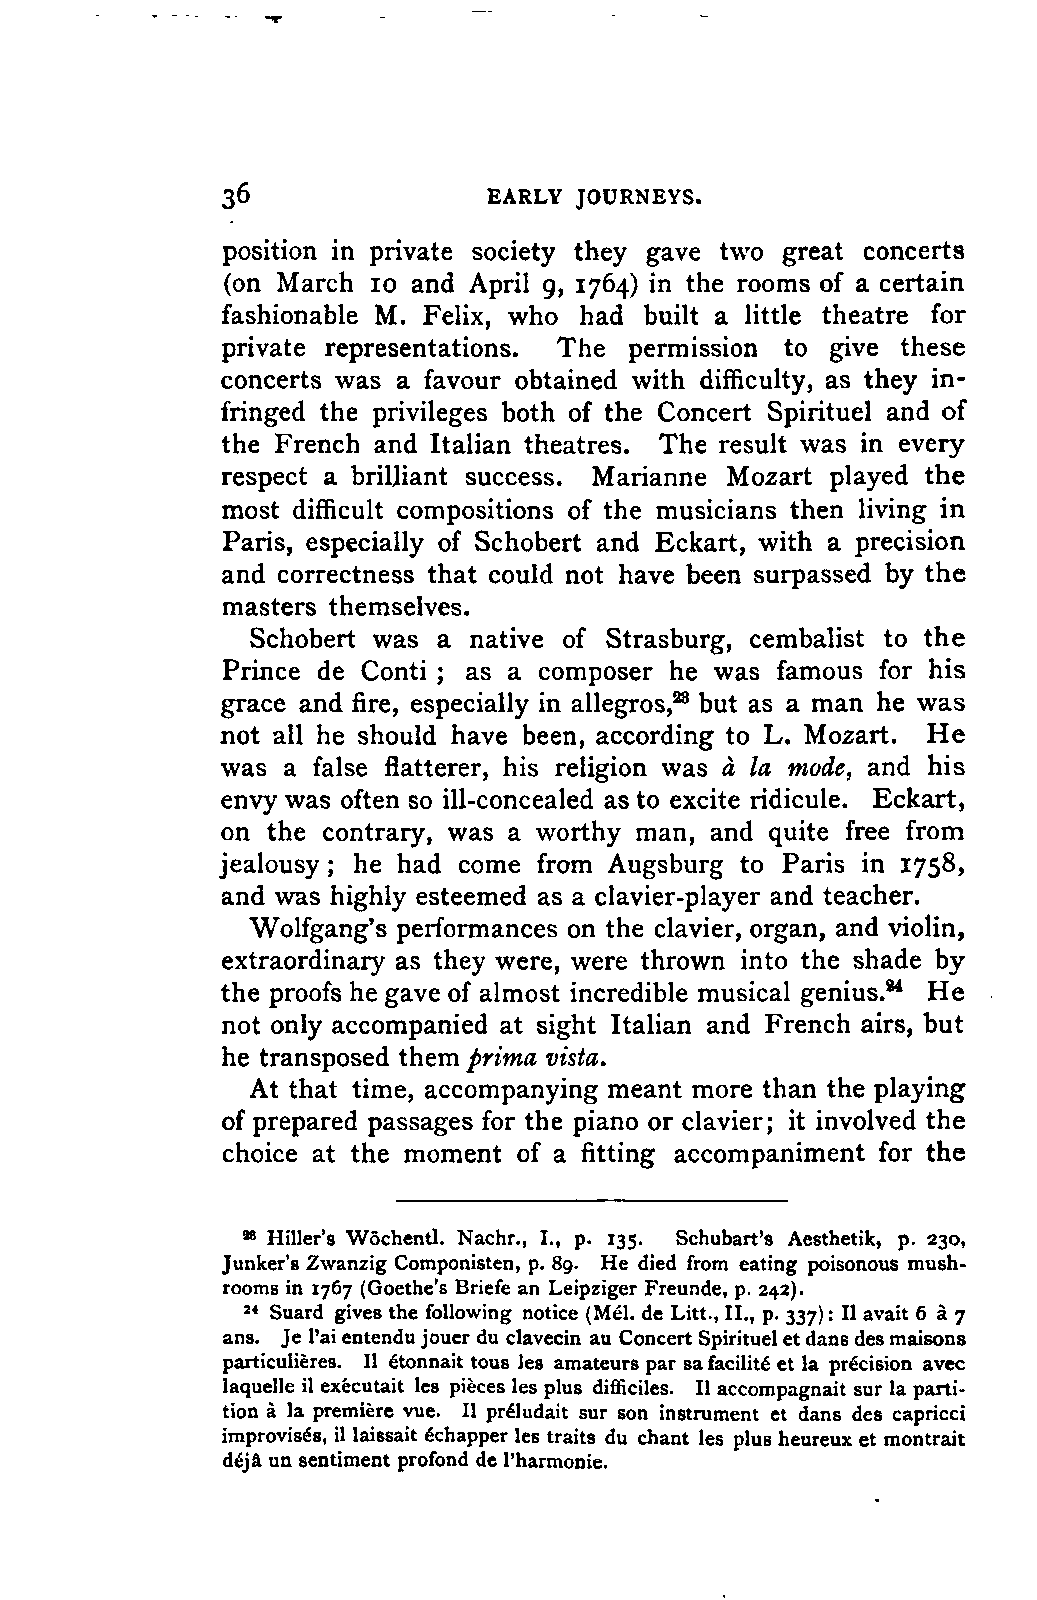 36 EARLY JOURNEYS.
position in private society they gave two great concerts
(on March 10 and April 9, 1764) in the rooms of a certain
fashionable M. Felix, who had built a little theatre for
private representations. The permission to give these
concerts was a favour obtained with difficulty, as they in-
fringed the privileges both of the Concert Spirituel and of
the French and Italian theatres. The result was in every
respect a brilliant success. Marianne Mozart played the
most difficult compositions of the musicians then living in
Paris, especially of Schobert and Eckart, with a precision
and correctness that could not have been surpassed by the
masters themselves.
Schobert was a native of Strasburg, cembalist to the
Prince de Conti ; as a composer he was famous for his
grace and fire, especially in allegros,²³ but as a man he was
not all he should have been, according to L. Mozart. He
was a false flatterer, his religion was à la mode, and his
envy was often so ill-concealed as to excite ridicule. Eckart,
on the contrary, was a worthy man, and quite free from
jealousy ; he had come from Augsburg to Paris in 1758,
and was highly esteemed as a clavier-player and teacher.
Wolfgang's performances on the clavier, organ, and violin,
extraordinary as they were, were thrown into the shade by
the proofs he gave of almost incredible musical genius.²⁴ He
not only accompanied at sight Italian and French airs, but
he transposed them prima vista.
At that time, accompanying meant more than the playing
of prepared passages for the piano or clavier; it involved the
choice at the moment of a fitting accompaniment for the
²³ Hiller's Wöchentl. Nachr., I., p. 135. Schubart's Aesthetik, p. 230,
Junker's Zwanzig Componisten, p. 89. He died from eating poisonous mush-
rooms in 1767 (Goethe's Briefe an Leipziger Freunde, p. 242).
²⁴ Suard gives the following notice (Mél. de Litt., II., p. 337): Il avait 6 à 7
ans. Je l'ai entendu jouer du clavecin au Concert Spirituel et dans des maisons
particulières. Il étonnait tous les amateurs par sa facilité et la précision avec
laquelle il exécutait les pièces les plus difficiles. Il accompagnait sur la parti-
tion à la première vue. Il préludait sur son instrument et dans des capricci
improvisés, il laissait échapper les traits du chant les plus heureux et montrait
déjà un sentiment profond de l'harmonie.